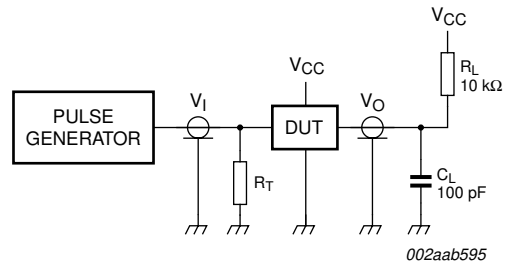 PULSE
GENERATOR
VI
RT
VCC
DUT
VO
VCC
RL
10 kΩ
CL
100 pF
002aab595